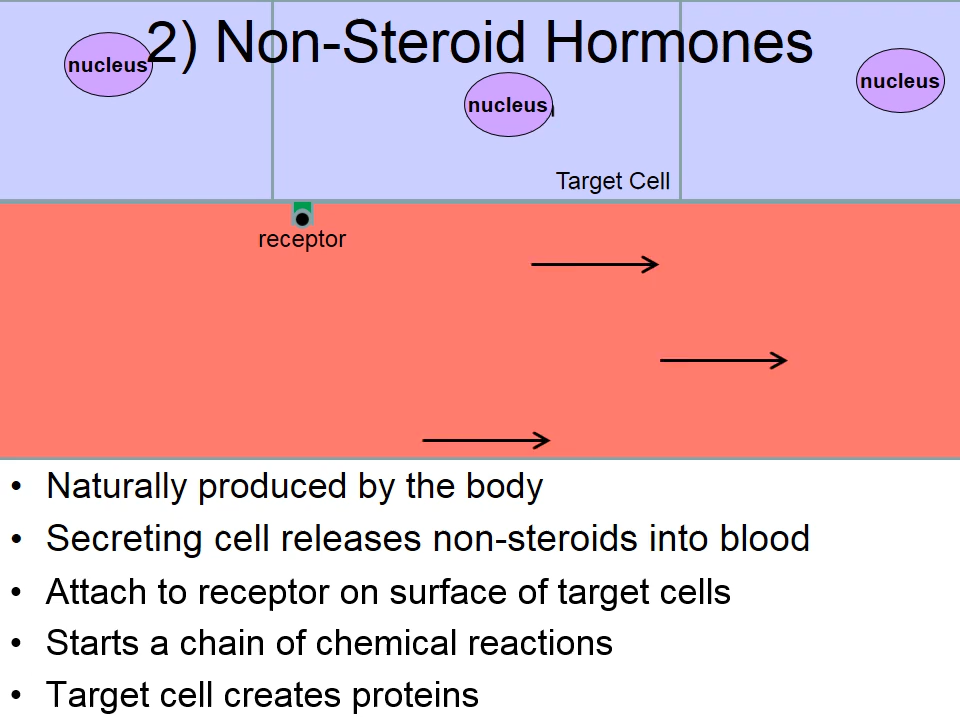 2) Non-Steroid Hormones
nucleus
nucleus
nucleus
Target Cell
receptor
• Naturally produced by the body
• Secreting cell releases non-steroids into blood
• Attach to receptor on surface of target cells
• Starts a chain of chemical reactions
• Target cell creates proteins